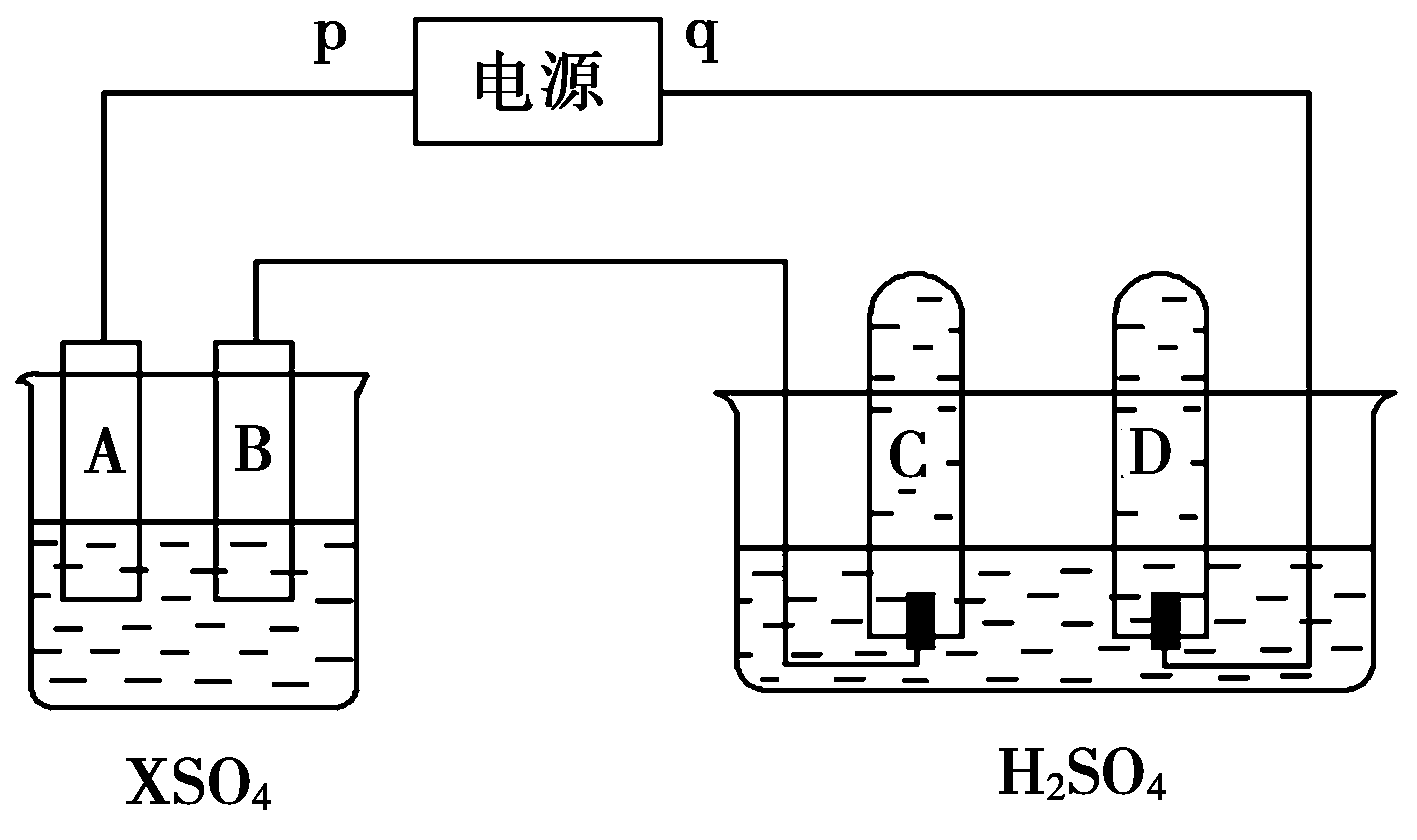 p 电源 q
A B C D
XSO₄ H₂SO₄